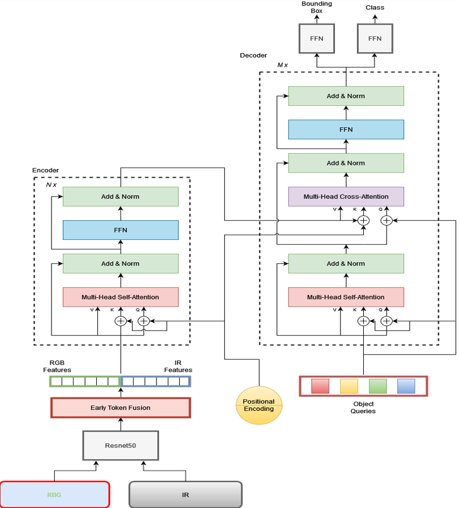 Bounding
Box
Class
FFN
FFN
Decoder
M x
Add & Norm
FFN
Add & Norm
Multi-Head Cross-Attention
V
K
Q
Add & Norm
Multi-Head Self-Attention
V
K
Q
Encoder
N x
Add & Norm
FFN
Add & Norm
Multi-Head Self-Attention
V
K
Q
RGB
Features
IR
Features
Early Token Fusion
Resnet50
RBG
IR
Positional
Encoding
Object
Queries